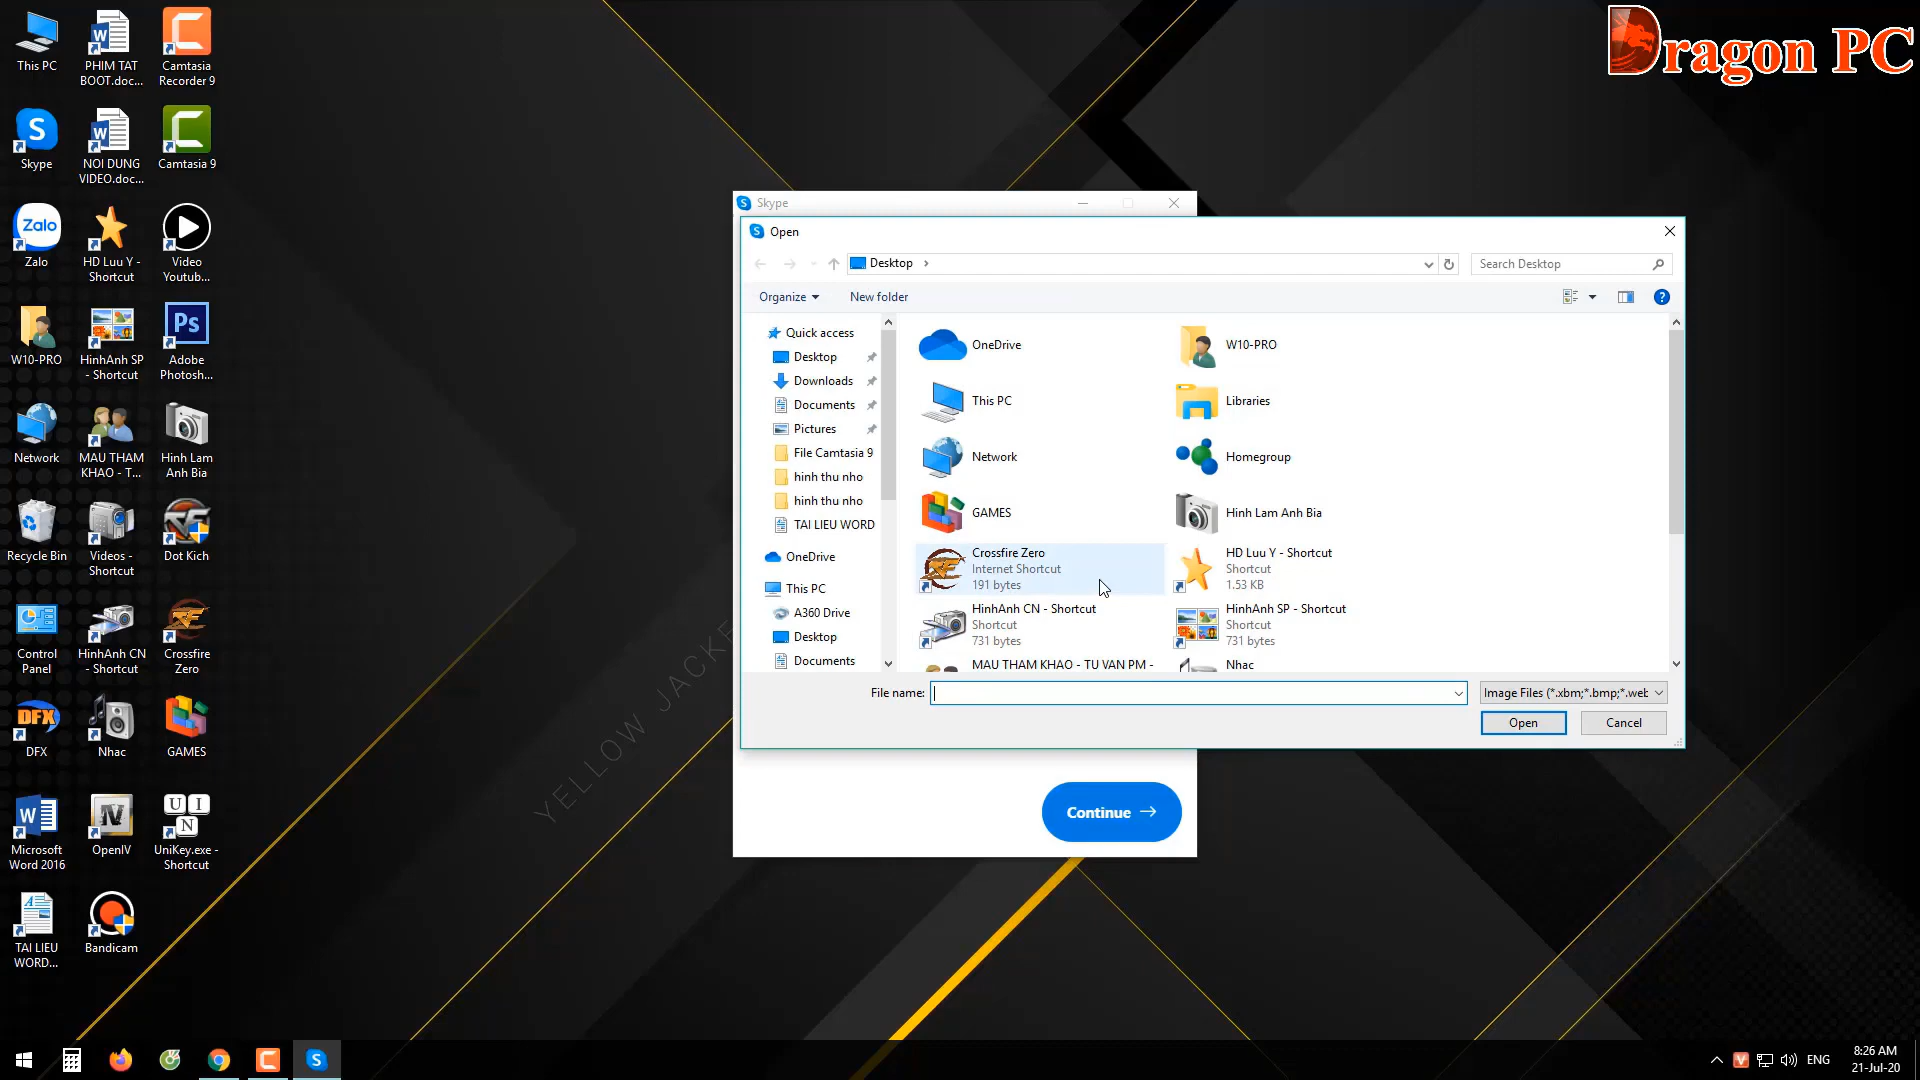 This PC
PHIM TAT
BOOT.doc...
Camtasia
Recorder 9
Skype
NOI DUNG
VIDEO.doc...
Camtasia 9
Zalo
Zalo
HD Luu Y -
Shortcut
Video
Youtub...
W10-PRO
HinhAnh SP
- Shortcut
Ps
Adobe
Photosh...
Network
MAU THAM
KHAO - T...
Hinh Lam
Anh Bia
Recycle Bin
Videos -
Shortcut
Dot Kich
Control
Panel
HinhAnh CN
- Shortcut
Crossfire
Zero
DFX
DFX
Nhac
GAMES
Microsoft
Word 2016
OpenIV
U I
N
UniKey.exe -
Shortcut
TAI LIEU
WORD...
Bandicam
Dragon PC
YELLOW JACKE
Skype
Open
Desktop
Search Desktop
Organize
New folder
Quick access
Desktop
Downloads
Documents
Pictures
File Camtasia 9
hinh thu nho
hinh thu nho
TAI LIEU WORD
OneDrive
This PC
A360 Drive
Desktop
Documents
OneDrive
W10-PRO
This PC
Libraries
Network
Homegroup
GAMES
Hinh Lam Anh Bia
Crossfire Zero
Internet Shortcut
191 bytes
HD Luu Y - Shortcut
Shortcut
1.53 KB
HinhAnh CN - Shortcut
Shortcut
731 bytes
HinhAnh SP - Shortcut
Shortcut
731 bytes
MAU THAM KHAO - TU VAN PM -
Nhac
File name:
Image Files (*.xbm;*.bmp;*.web
Open
Cancel
Continue
ENG
8:26 AM
21-Jul-20